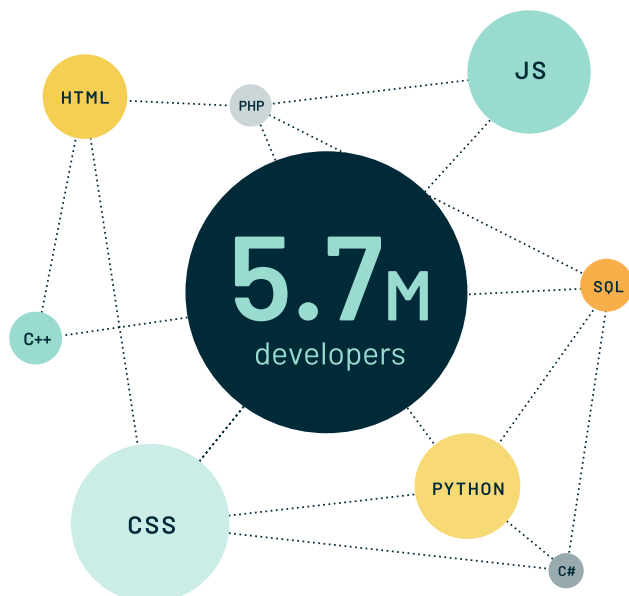 JS
HTML
PHP
5.7M
developers
SQL
C++
PYTHON
CSS
C#